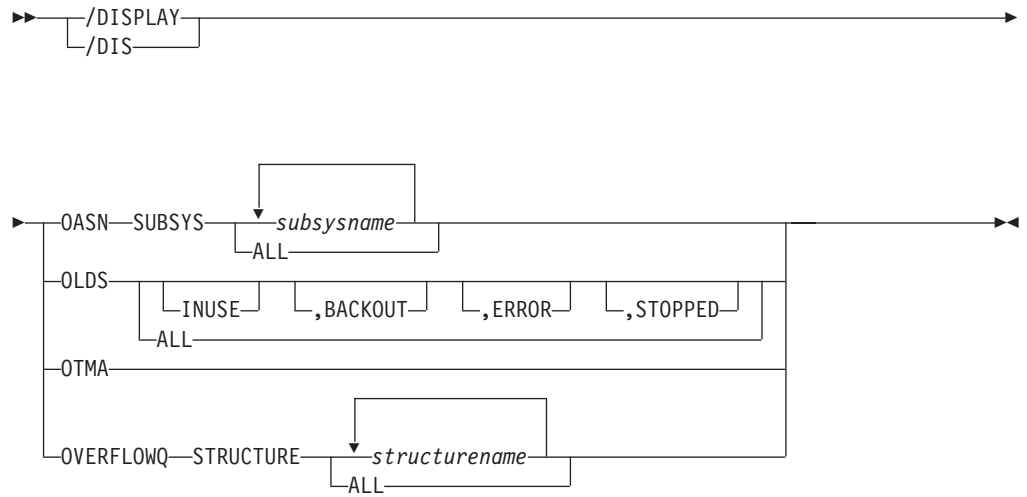 /DISPLAY
/DIS
OASN SUBSYS subsysname
ALL
OLDS
INUSE ,BACKOUT ,ERROR ,STOPPED
ALL
OTMA
OVERFLOWQ STRUCTURE structurename
ALL